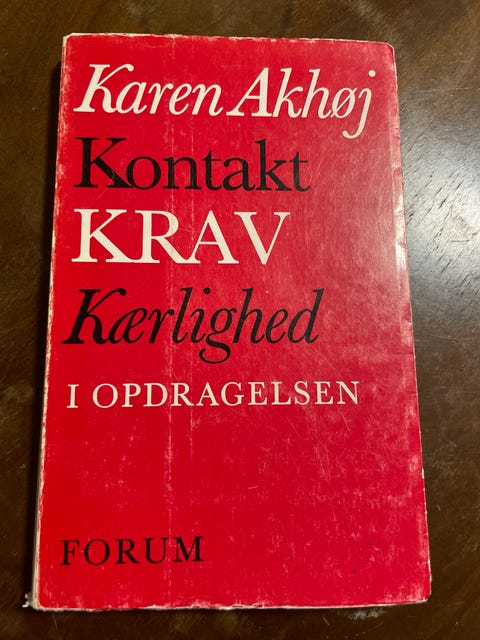 Karen Akhøj
Kontakt
KRAV
Kærlighed
I OPDRAGELSEN
FORUM